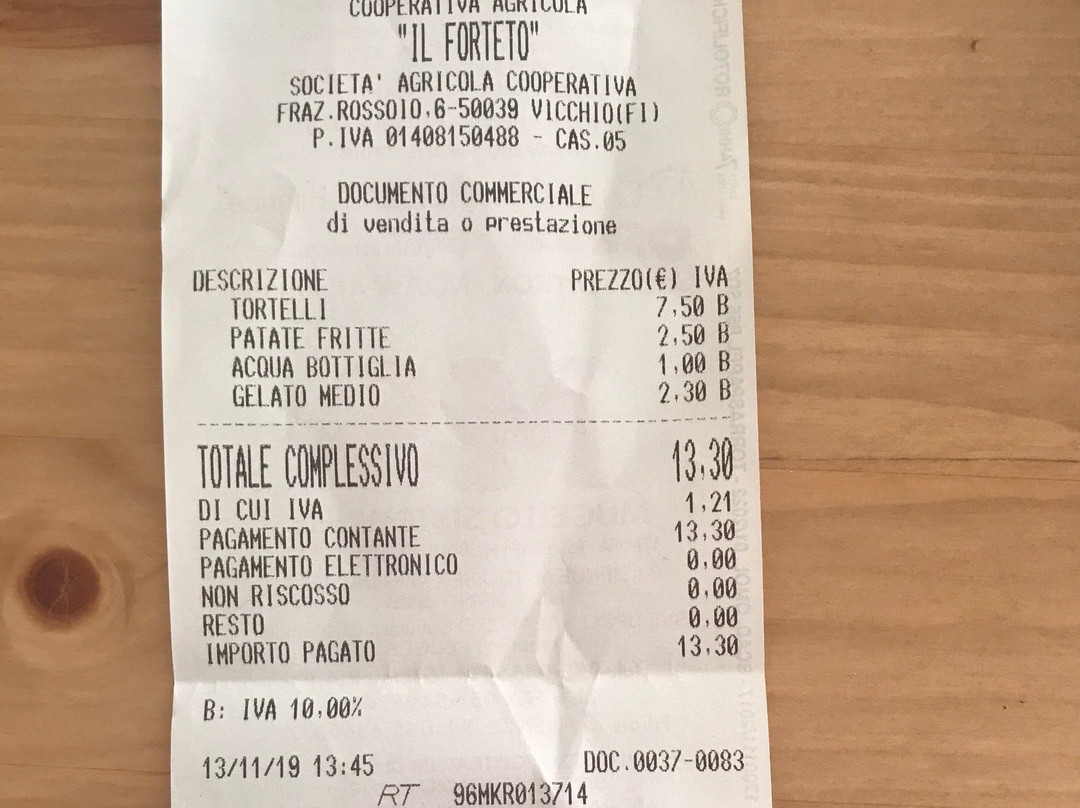 COOPERATIVA AGRICOLA
"IL FORTETO"
SOCIETA' AGRICOLA COOPERATIVA
FRAZ.ROSSOIO,6-50039 VICCHIO(FI)
P.IVA 01408150488 - CAS.05
DOCUMENTO COMMERCIALE
di vendita o prestazione
DESCRIZIONE PREZZO(€) IVA
TORTELLI 7,50 B
PATATE FRITTE 2,50 B
ACQUA BOTTIGLIA 1,00 B
GELATO MEDIO 2,30 B
TOTALE COMPLESSIVO 13,30
DI CUI IVA 1,21
PAGAMENTO CONTANTE 13,30
PAGAMENTO ELETTRONICO 0,00
NON RISCOSSO 0,00
RESTO 0,00
IMPORTO PAGATO 13,30
B: IVA 10,00%
13/11/19 13:45 DOC.0037-0083
RT 96MKR013714